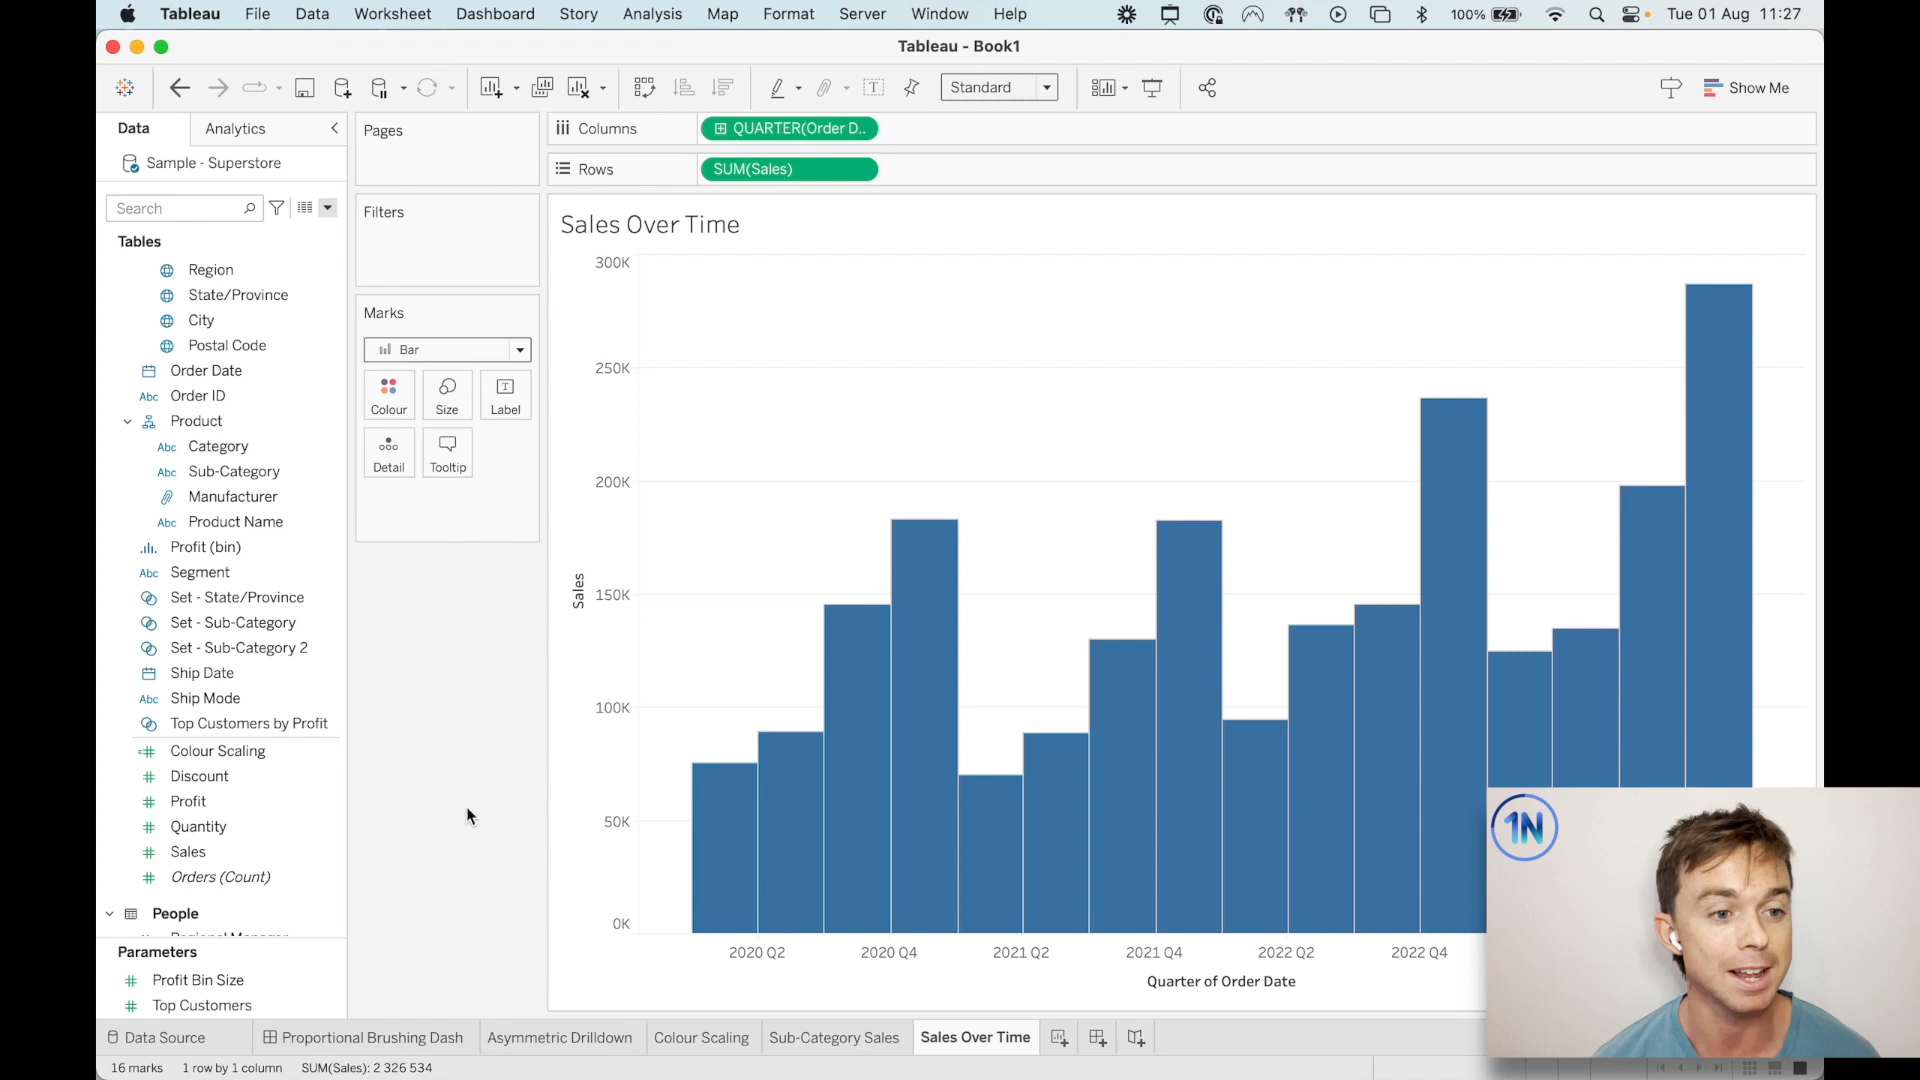 Tableau File Data Worksheet Dashboard Story Analysis Map Format Server Window Help 100% Tue 01 Aug 11:27
Tableau - Book1
Standard Show Me
Data Analytics
Sample - Superstore
Search
Tables
Region
State/Province
City
Postal Code
Order Date
Abc Order ID
Product
Abc Category
Abc Sub-Category
Manufacturer
Abc Product Name
Profit (bin)
Abc Segment
Set - State/Province
Set - Sub-Category
Set - Sub-Category 2
Ship Date
Abc Ship Mode
Top Customers by Profit
Colour Scaling
Discount
Profit
Quantity
Sales
Orders (Count)
People
Parameters
Profit Bin Size
Top Customers
Pages
Filters
Marks
Bar
Colour Size Label
Detail Tooltip
Columns QUARTER(Order D..
Rows SUM(Sales)
Sales Over Time
300K
250K
200K
150K
100K
50K
0K
Sales
2020 Q2 2020 Q4 2021 Q2 2021 Q4 2022 Q2 2022 Q4
Quarter of Order Date
1N
Data Source Proportional Brushing Dash Asymmetric Drilldown Colour Scaling Sub-Category Sales Sales Over Time
16 marks 1 row by 1 column SUM(Sales): 2 326 534